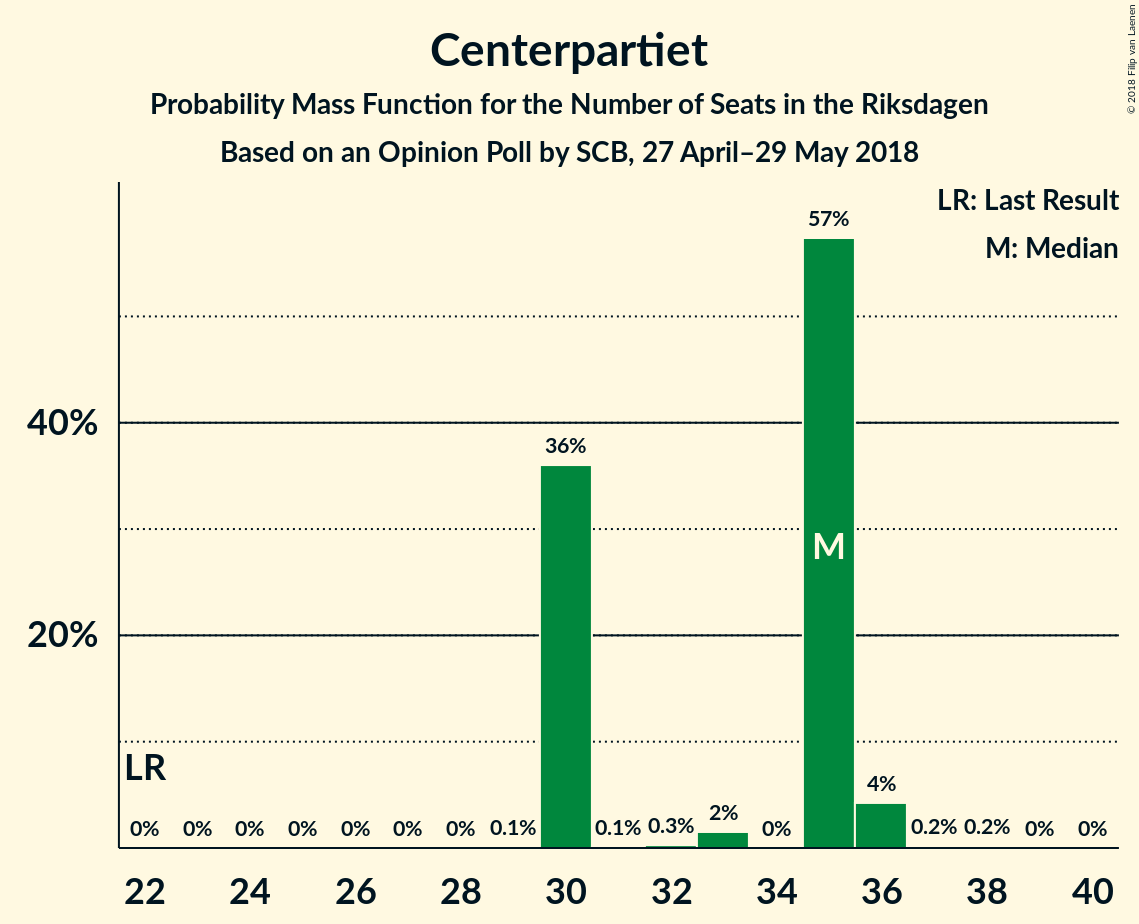 Centerpartiet
Probability Mass Function for the Number of Seats in the Riksdagen
Based on an Opinion Poll by SCB, 27 April–29 May 2018
© 2018 Filip van Laenen
LR: Last Result
M: Median
57%
40%
36%
M
20%
LR
0% 0% 0% 0% 0% 0% 0% 0.1% 0.1% 0.3% 2% 0% 4% 0.2% 0.2% 0% 0%
22 24 26 28 30 32 34 36 38 40